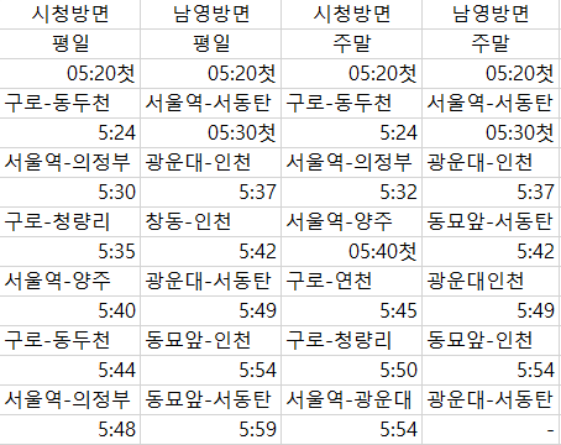 시청방면 남영방면 시청방면 남영방면
평일 평일 주말 주말
05:20첫 05:20첫 05:20첫 05:20첫
구로-동두천 서울역-서동탄 구로-동두천 서울역-서동탄
5:24 05:30첫 5:24 05:30첫
서울역-의정부 광운대-인천 서울역-의정부 광운대-인천
5:30 5:37 5:32 5:37
구로-청량리 창동-인천 서울역-양주 동묘앞-서동탄
5:35 5:42 05:40첫 5:42
서울역-양주 광운대-서동탄 구로-연천 광운대인천
5:40 5:49 5:45 5:49
구로-동두천 동묘앞-인천 구로-청량리 동묘앞-인천
5:44 5:54 5:50 5:54
서울역-의정부 동묘앞-서동탄 서울역-광운대 광운대-서동탄
5:48 5:59 5:54 -